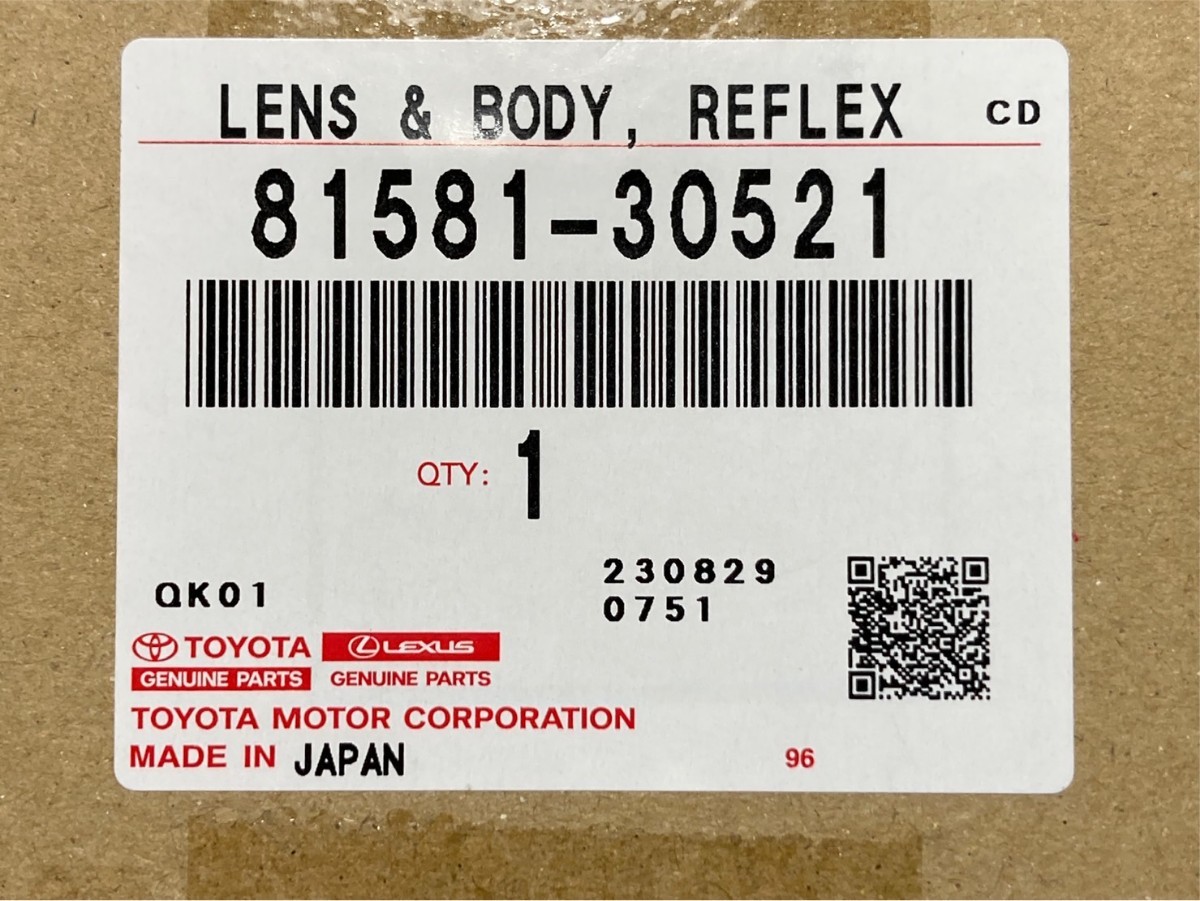 LENS & BODY, REFLEX CD
81581-30521
QTY: 1
230829
QK01 0751
TOYOTA LEXUS
GENUINE PARTS GENUINE PARTS
TOYOTA MOTOR CORPORATION
MADE IN JAPAN 96